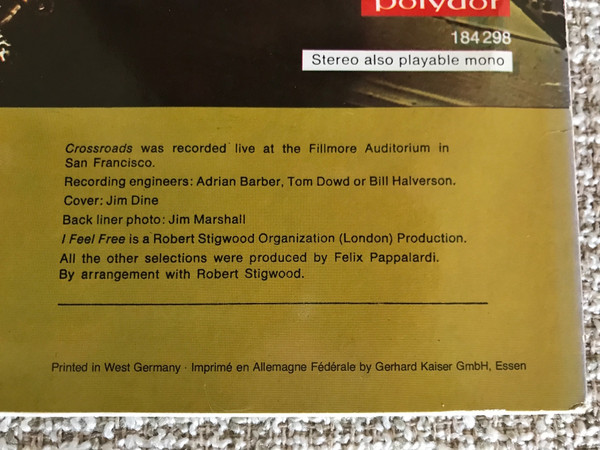 polydor
184298
Stereo also playable mono
Crossroads was recorded live at the Fillmore Auditorium in
San Francisco.
Recording engineers: Adrian Barber, Tom Dowd or Bill Halverson.
Cover: Jim Dine
Back liner photo: Jim Marshall
I Feel Free is a Robert Stigwood Organization (London) Production.
All the other selections were produced by Felix Pappalardi.
By arrangement with Robert Stigwood.
Printed in West Germany · Imprimé en Allemagne Fédérale by Gerhard Kaiser GmbH, Essen